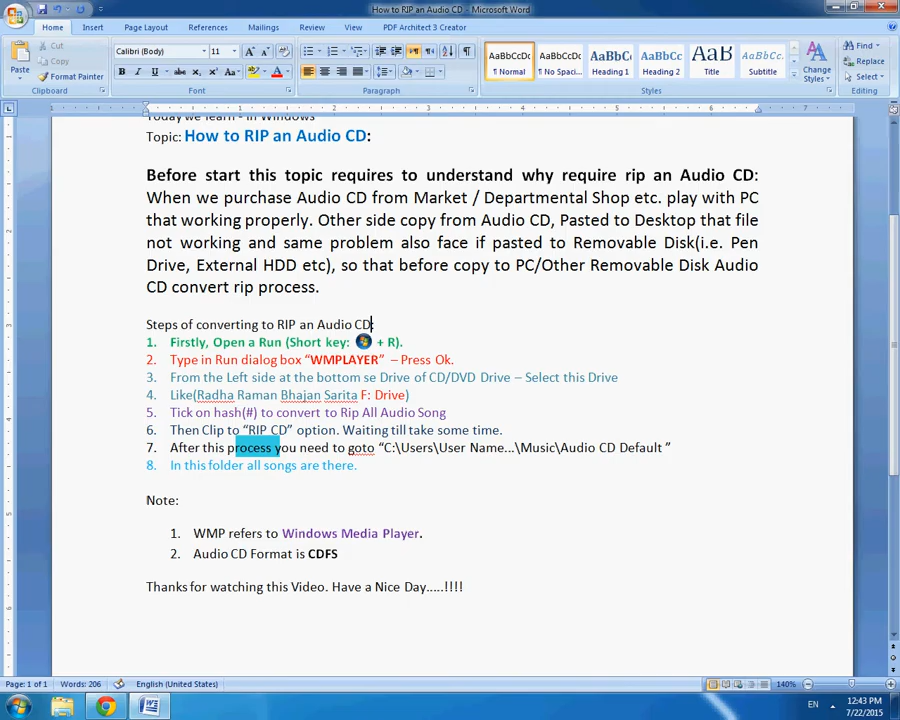 How to RIP an Audio CD - Microsoft Word
Home Insert Page Layout References Mailings Review View PDF Architect 3 Creator
Paste Cut Copy Format Painter
Calibri (Body) 11
AaBbCcDc AaBbCcDc AaBbCc AaBbCc AaB AaBbCc.
¶ Normal ¶ No Spaci... Heading 1 Heading 2 Title Subtitle
Change Styles
Find Replace Select
Clipboard Font Paragraph Styles Editing
Today we learn - in Windows
Topic: How to RIP an Audio CD:
Before start this topic requires to understand why require rip an Audio CD:
When we purchase Audio CD from Market / Departmental Shop etc. play with PC
that working properly. Other side copy from Audio CD, Pasted to Desktop that file
not working and same problem also face if pasted to Removable Disk(i.e. Pen
Drive, External HDD etc), so that before copy to PC/Other Removable Disk Audio
CD convert rip process.
Steps of converting to RIP an Audio CD:
1. Firstly, Open a Run (Short key: + R).
2. Type in Run dialog box “WMPLAYER” – Press Ok.
3. From the Left side at the bottom se Drive of CD/DVD Drive – Select this Drive
4. Like(Radha Raman Bhajan Sarita F: Drive)
5. Tick on hash(#) to convert to Rip All Audio Song
6. Then Clip to “RIP CD” option. Waiting till take some time.
7. After this process you need to goto “C:\Users\User Name...\Music\Audio CD Default ”
8. In this folder all songs are there.
Note:
1. WMP refers to Windows Media Player.
2. Audio CD Format is CDFS
Thanks for watching this Video. Have a Nice Day.....!!!!
Page: 1 of 1 Words: 206 English (United States) 140%
EN 12:43 PM
7/22/2015